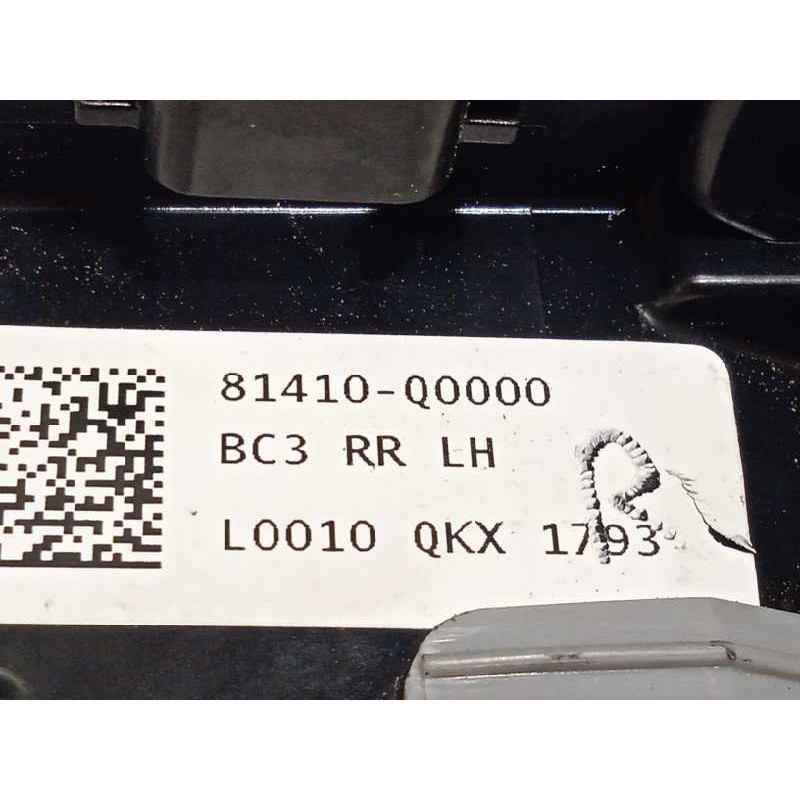 81410-Q0000
BC3 RR LH
L0010 QKX 1793
R